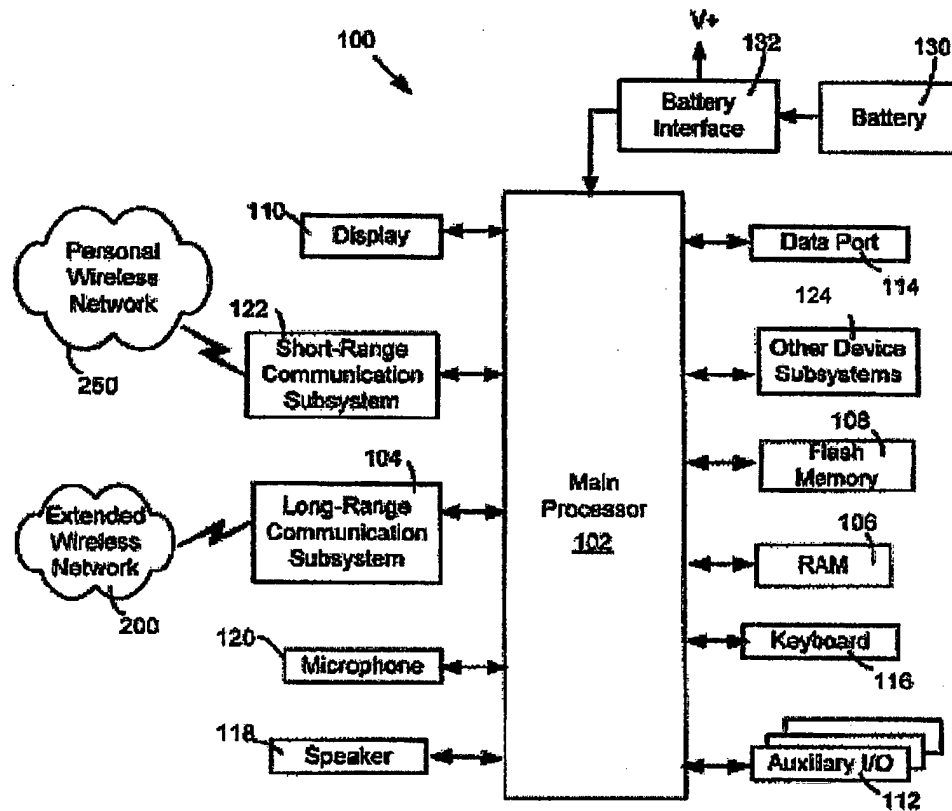 100
V+
132
130
Battery
Interface
Battery
110
Display
Data Port
114
Personal
Wireless
Network
250
122
Short-Range
Communication
Subsystem
124
Other Device
Subsystems
108
Flash
Memory
104
Long-Range
Communication
Subsystem
Extended
Wireless
Network
200
Main
Processor
102
106
RAM
120
Microphone
Keyboard
116
118
Speaker
Auxiliary I/O
112